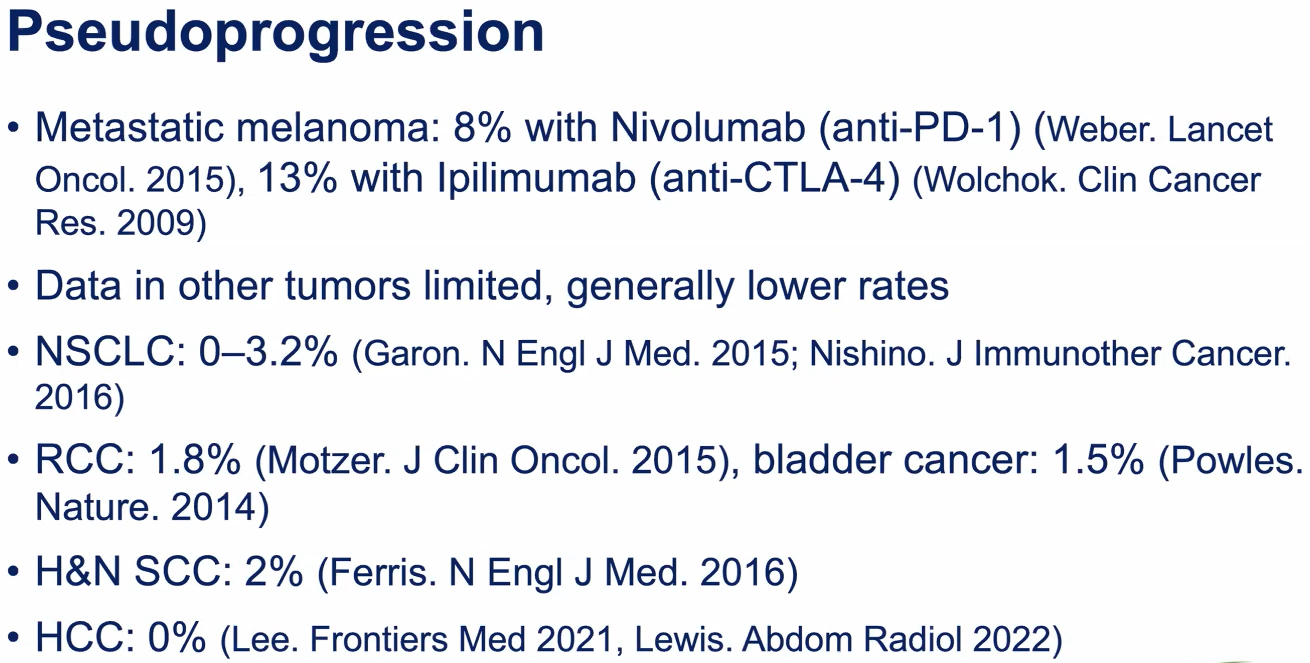 Pseudoprogression
• Metastatic melanoma: 8% with Nivolumab (anti-PD-1) (Weber. Lancet
Oncol. 2015), 13% with Ipilimumab (anti-CTLA-4) (Wolchok. Clin Cancer
Res. 2009)
• Data in other tumors limited, generally lower rates
• NSCLC: 0–3.2% (Garon. N Engl J Med. 2015; Nishino. J Immunother Cancer.
2016)
• RCC: 1.8% (Motzer. J Clin Oncol. 2015), bladder cancer: 1.5% (Powles.
Nature. 2014)
• H&N SCC: 2% (Ferris. N Engl J Med. 2016)
• HCC: 0% (Lee. Frontiers Med 2021, Lewis. Abdom Radiol 2022)